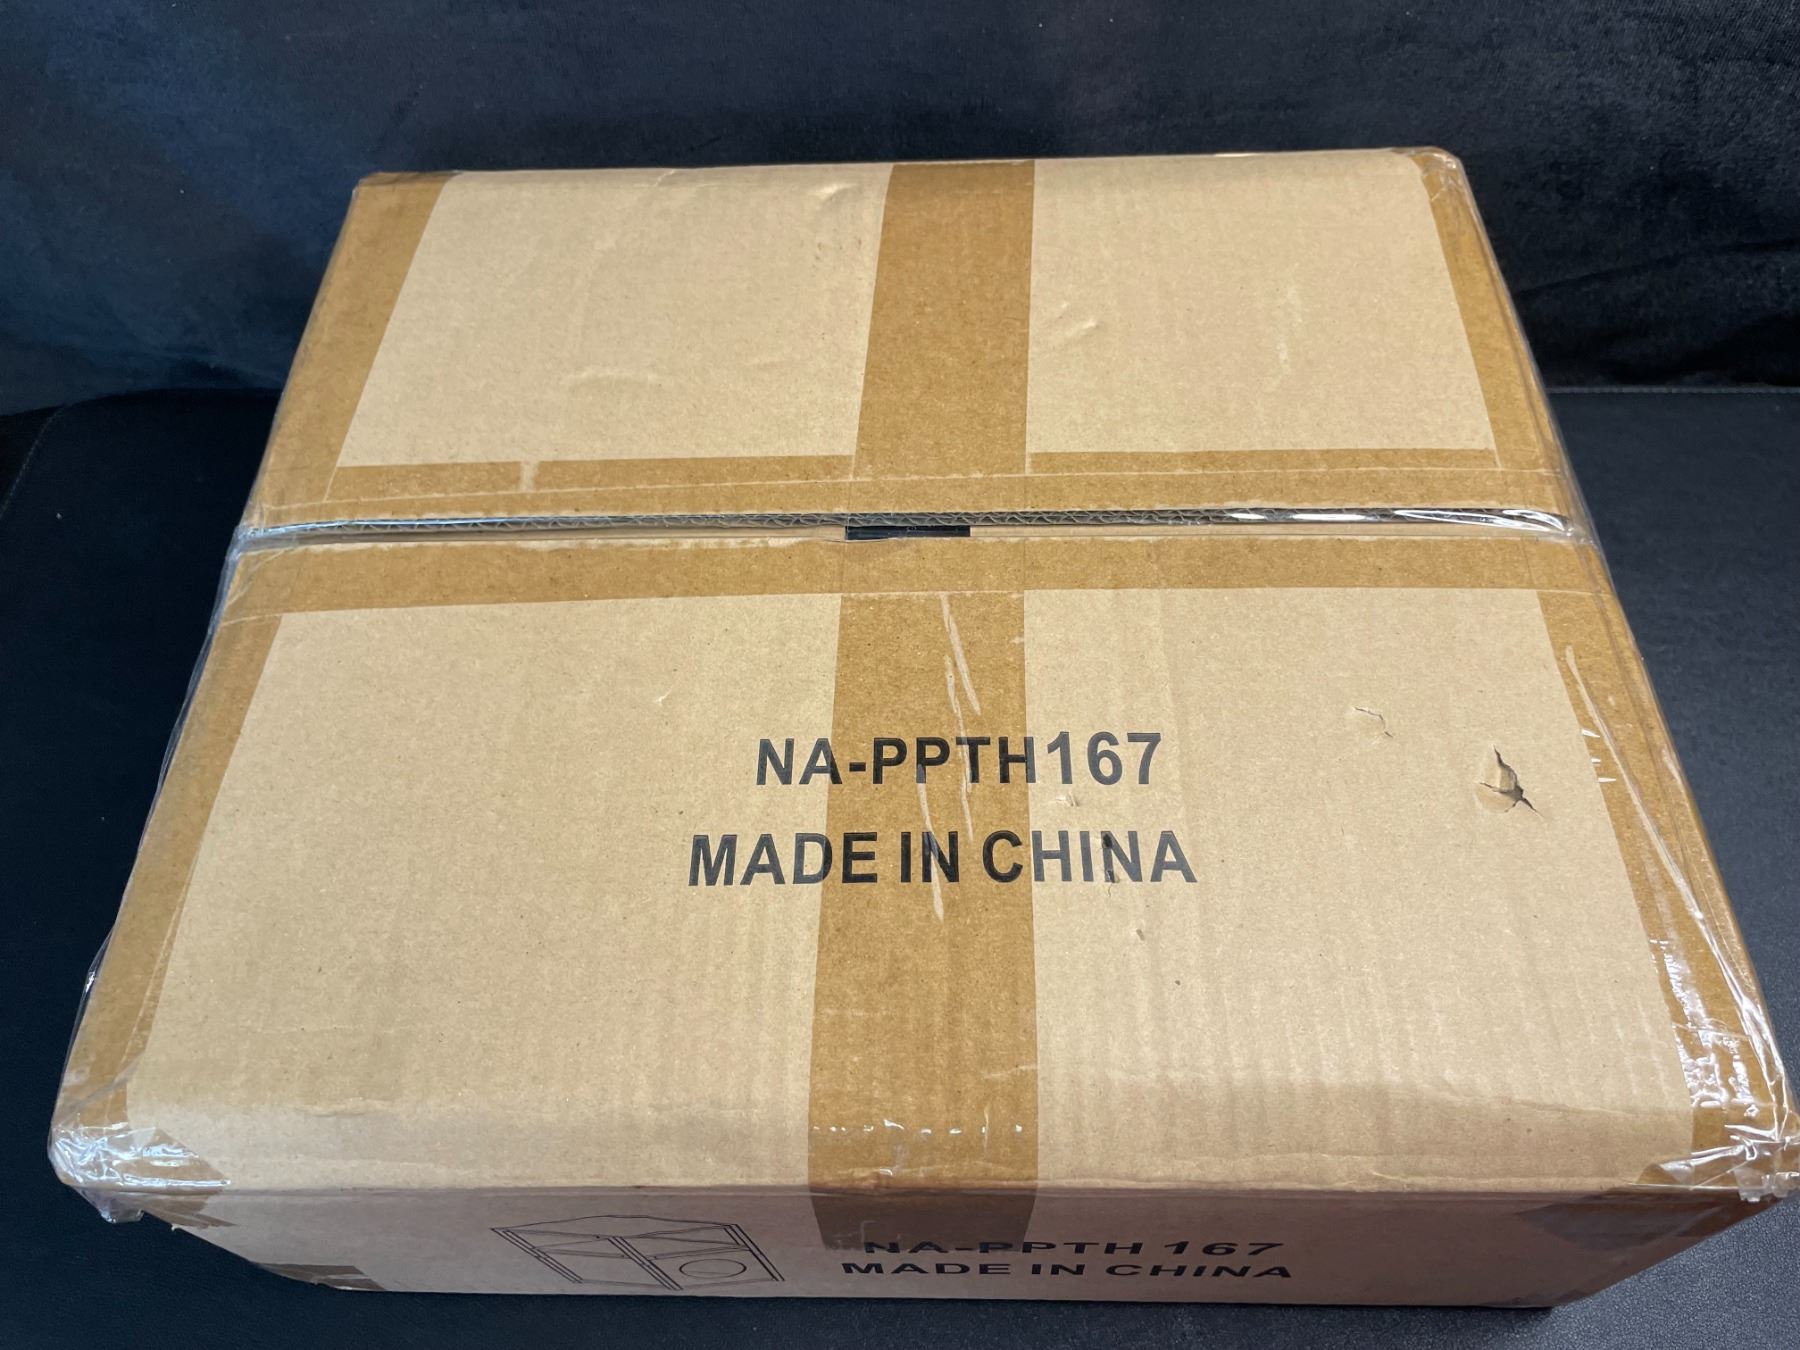 NA-PPTH167
MADE IN CHINA
NA-PPTH 167
MADE IN CHINA